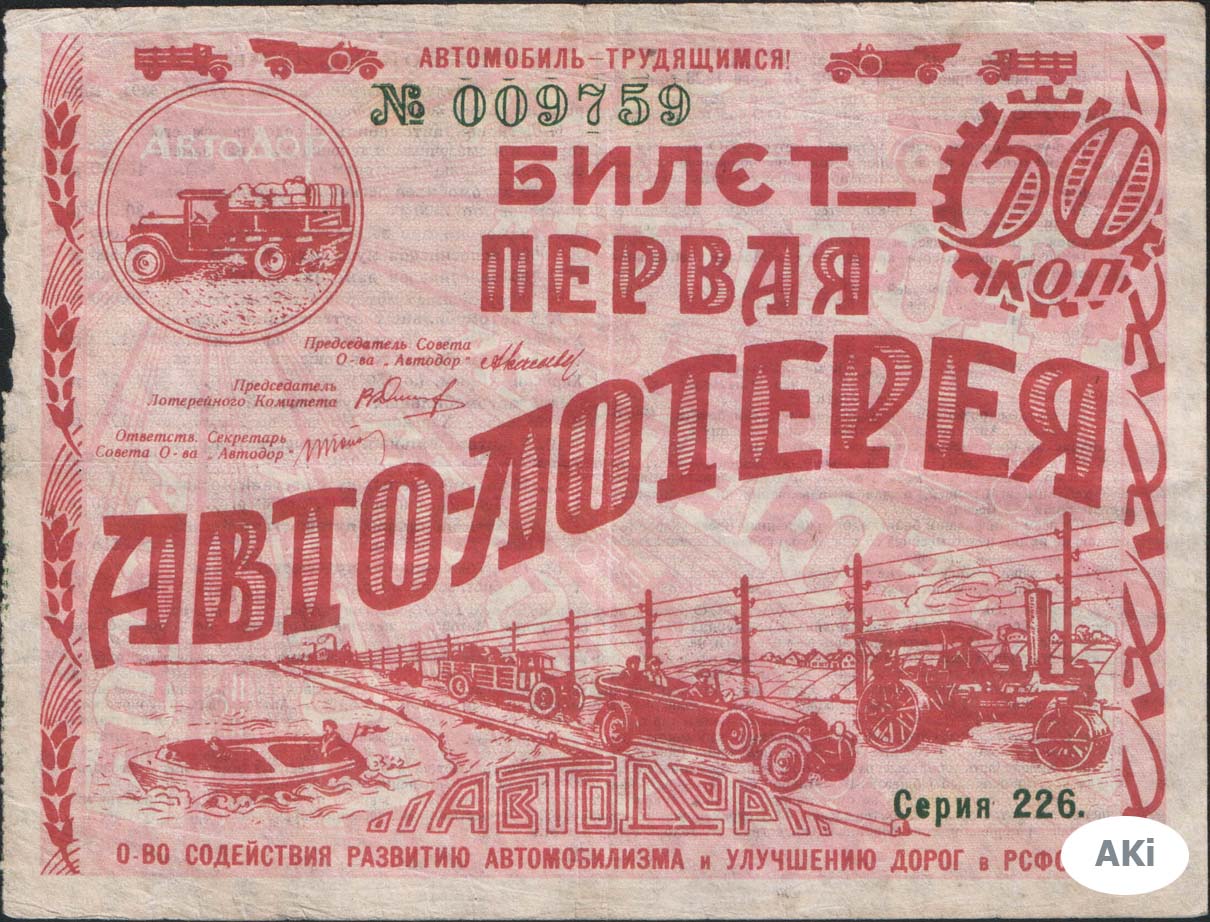 АВТОМОБИЛЬ—ТРУДЯЩИМСЯ!
№ 009759
АВТОДОР
БИЛЕТ—
50
КОП
ПЕРВАЯ
Председатель Совета
О-ва „Автодор"
Председатель
Лотерейного Комитета
Ответств. Секретарь
Совета О-ва „Автодор"
АВТО-ЛОТЕРЕЯ
АВТОДОР
Серия 226.
О-ВО СОДЕЙСТВИЯ РАЗВИТИЮ АВТОМОБИЛИЗМА и УЛУЧШЕНИЮ ДОРОГ в РСФС
AKi